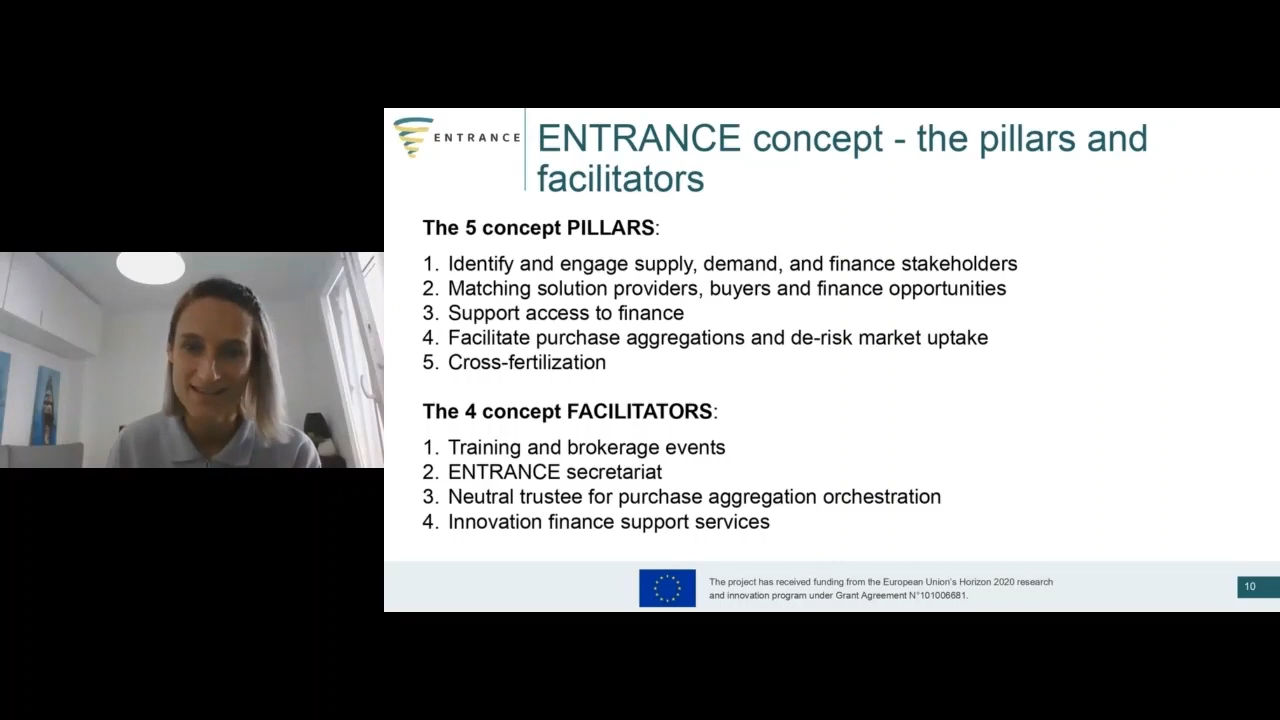 ENTRANCE
ENTRANCE concept - the pillars and
facilitators
The 5 concept PILLARS:
1. Identify and engage supply, demand, and finance stakeholders
2. Matching solution providers, buyers and finance opportunities
3. Support access to finance
4. Facilitate purchase aggregations and de-risk market uptake
5. Cross-fertilization
The 4 concept FACILITATORS:
1. Training and brokerage events
2. ENTRANCE secretariat
3. Neutral trustee for purchase aggregation orchestration
4. Innovation finance support services
The project has received funding from the European Union's Horizon 2020 research
and innovation program under Grant Agreement N°101006681.
10